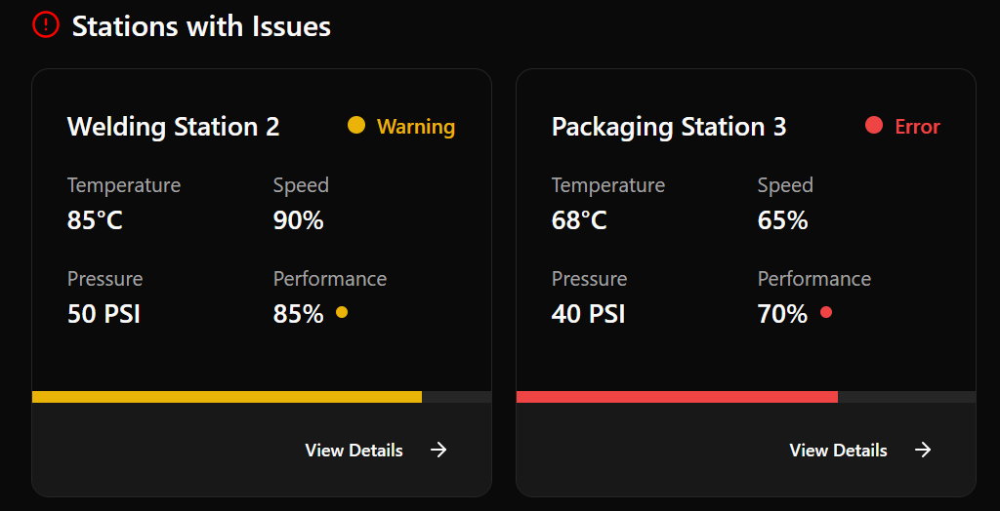 Stations with Issues
Welding Station 2
Warning
Temperature
Speed
85°C
90%
Pressure
Performance
50 PSI
85%
View Details
Packaging Station 3
Error
Temperature
Speed
68°C
65%
Pressure
Performance
40 PSI
70%
View Details